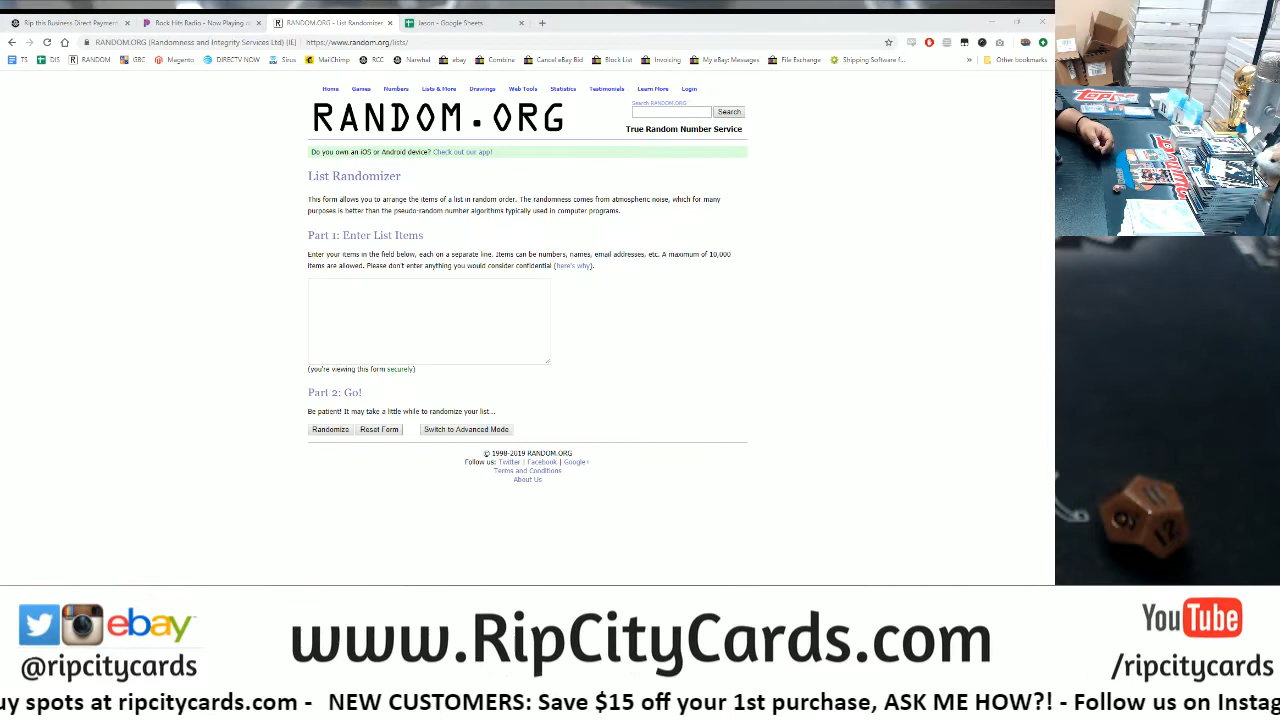 Rip this Business Direct Payment
Rock Hits Radio - Now Playing o
RANDOM.ORG - List Randomizer
Jason - Google Sheets
RANDOM.ORG (Randomness and Integrity Services Ltd) [IE] | https://www.random.org/lists/
TS DIS RANDOM GBC Magento DIRECTV NOW Sirus MailChimp RCC Narwhal ebay Combine Cancel eBay Bid Block List Invoicing My eBay: Messages File Exchange Shipping Software f... » Other bookmarks
Home Games Numbers Lists & More Drawings Web Tools Statistics Testimonials Learn More Login
RANDOM.ORG
Search RANDOM.ORG
Search
True Random Number Service
Do you own an iOS or Android device? Check out our app!
List Randomizer
This form allows you to arrange the items of a list in random order. The randomness comes from atmospheric noise, which for many
purposes is better than the pseudo-random number algorithms typically used in computer programs.
Part 1: Enter List Items
Enter your items in the field below, each on a separate line. Items can be numbers, names, email addresses, etc. A maximum of 10,000
items are allowed. Please don't enter anything you would consider confidential (here's why).
(you're viewing this form securely)
Part 2: Go!
Be patient! It may take a little while to randomize your list...
Randomize Reset Form Switch to Advanced Mode
© 1998-2019 RANDOM.ORG
Follow us: Twitter | Facebook | Google+
Terms and Conditions
About Us
TOPPS
9 12
ebay
@ripcitycards
www.RipCityCards.com
YouTube
/ripcitycards
uy spots at ripcitycards.com - NEW CUSTOMERS: Save $15 off your 1st purchase, ASK ME HOW?! - Follow us on Instag